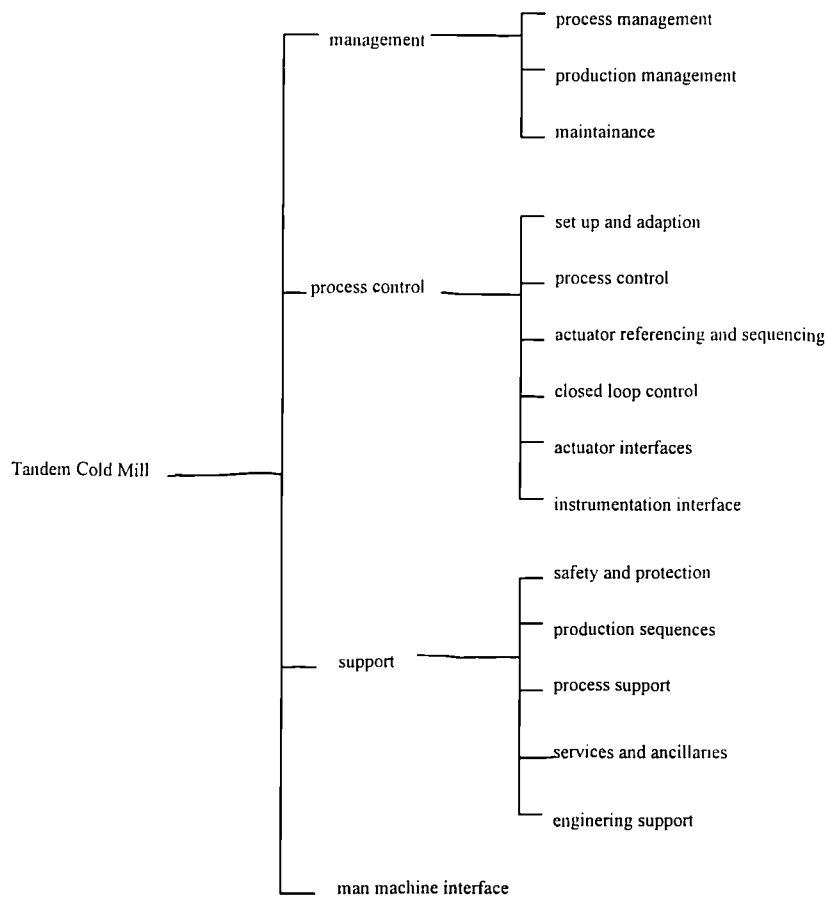 management
process management
production management
maintainance
process control
set up and adaption
process control
actuator referencing and sequencing
closed loop control
actuator interfaces
instrumentation interface
Tandem Cold Mill
support
safety and protection
production sequences
process support
services and ancillaries
enginering support
man machine interface